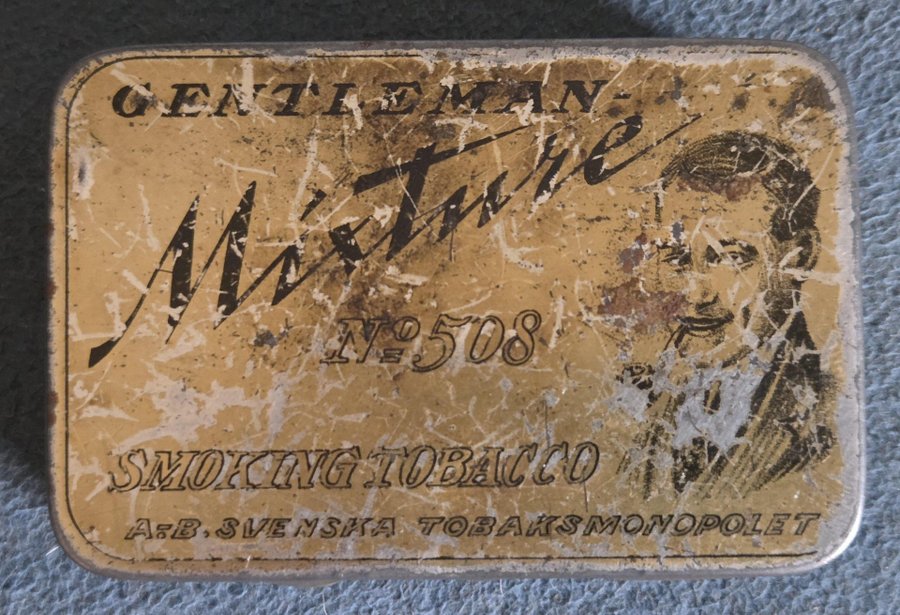 GENTLEMAN-
Mixture
No 508
SMOKING TOBACCO
A-B. SVENSKA TOBAKSMONOPOLET